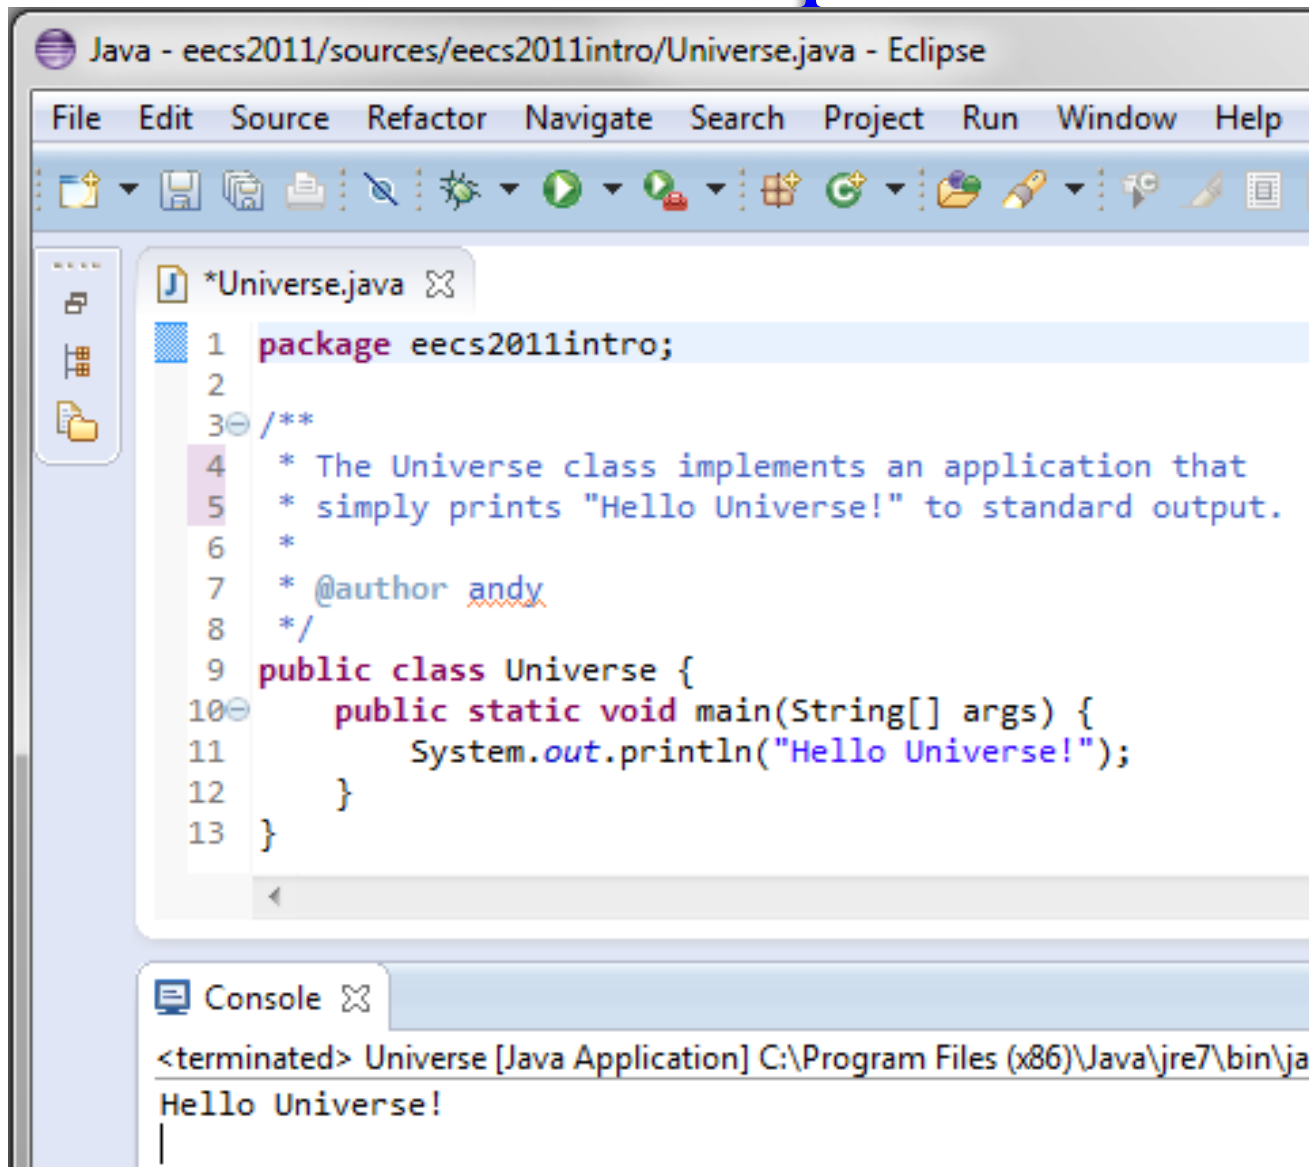 Java - eecs2011/sources/eecs2011intro/Universe.java - Eclipse
File Edit Source Refactor Navigate Search Project Run Window Help
*Universe.java
1 package eecs2011intro;
2
3 /**
4 * The Universe class implements an application that
5 * simply prints "Hello Universe!" to standard output.
6 *
7 * @author andy
8 */
9 public class Universe {
10 public static void main(String[] args) {
11 System.out.println("Hello Universe!");
12 }
13 }
Console
<terminated> Universe [Java Application] C:\Program Files (x86)\Java\jre7\bin\ja
Hello Universe!